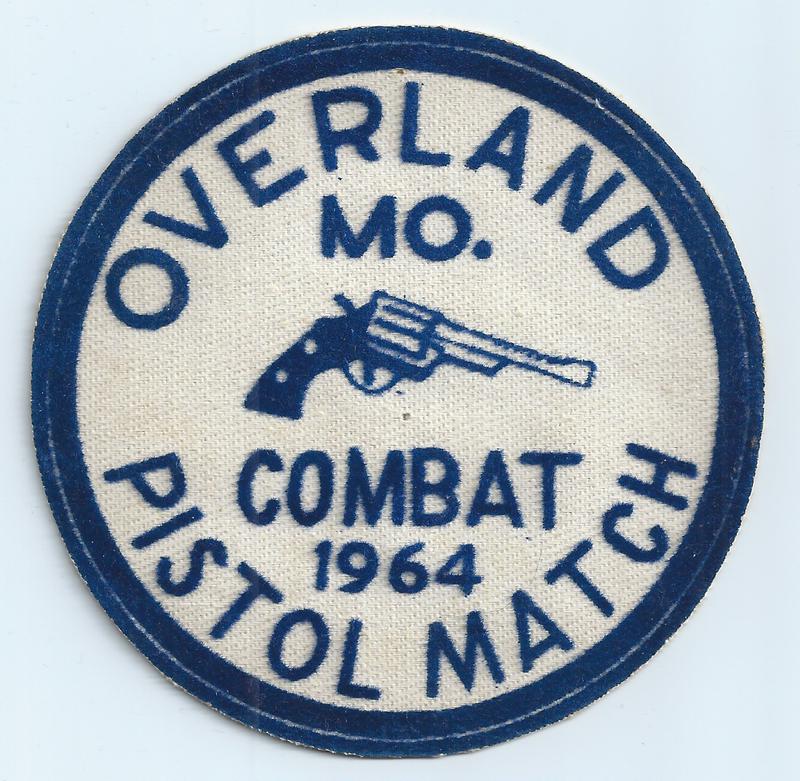 OVERLAND
MO.
COMBAT
1964
PISTOL MATCH